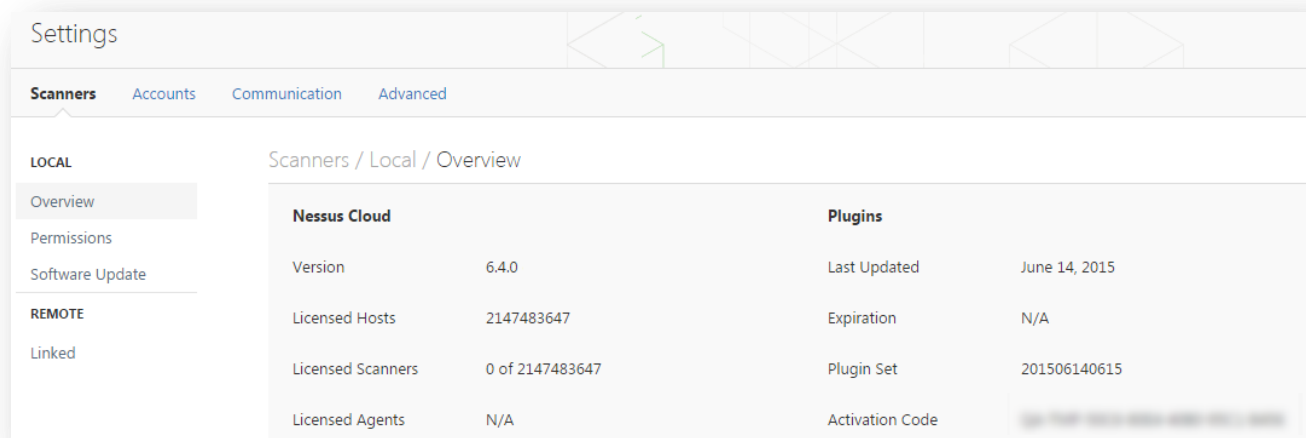 Settings
Scanners Accounts Communication Advanced
LOCAL
Overview
Permissions
Software Update
REMOTE
Linked
Scanners / Local / Overview
Nessus Cloud
Version 6.4.0
Licensed Hosts 2147483647
Licensed Scanners 0 of 2147483647
Licensed Agents N/A
Plugins
Last Updated June 14, 2015
Expiration N/A
Plugin Set 201506140615
Activation Code